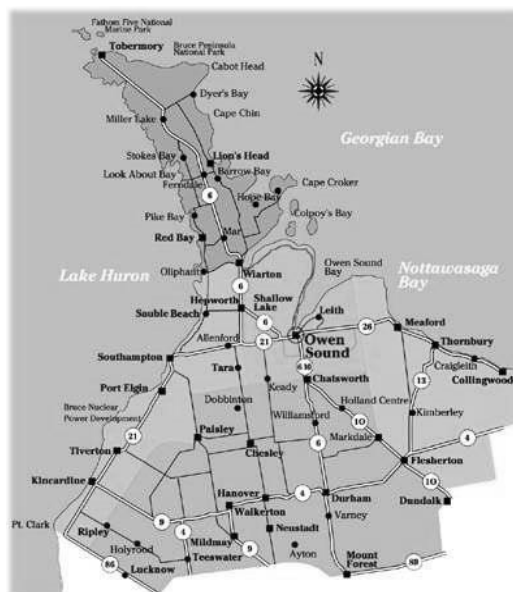 Fathom Five National
Marine Park
Tobermory
Bruce Peninsula
National Park
Cabot Head
N
Dyer's Bay
Cape Chin
Miller Lake
Georgian Bay
Stokes Bay
Lion's Head
Look About Bay
Barrow Bay
Ferndale
Cape Croker
6
Hope Bay
Pike Bay
Colpoy's Bay
Mar
Red Bay
Owen Sound
Bay
Lake Huron
Oliphant
Wiarton
Nottawasaga
Bay
6
Hepworth
Shallow
Lake
Leith
Sauble Beach
6
26
Meaford
Allenford
21
Owen
Sound
Thornbury
Southampton
Craigleith
Tara
Chatsworth
13
Collingwood
Port Elgin
Keady
Dobbinton
Holland Centre
Bruce Nuclear
Power Development
Williamsford
10
Kimberley
21
Paisley
Markdale
4
Tiverton
Chesley
6
Flesherton
Kincardine
Hanover
4
Durham
10
Walkerton
Dundalk
Pt. Clark
9
Varney
Ripley
4
Mildmay
Neustadt
Holyrood
9
Ayton
Mount
Forest
Teeswater
89
86
Lucknow